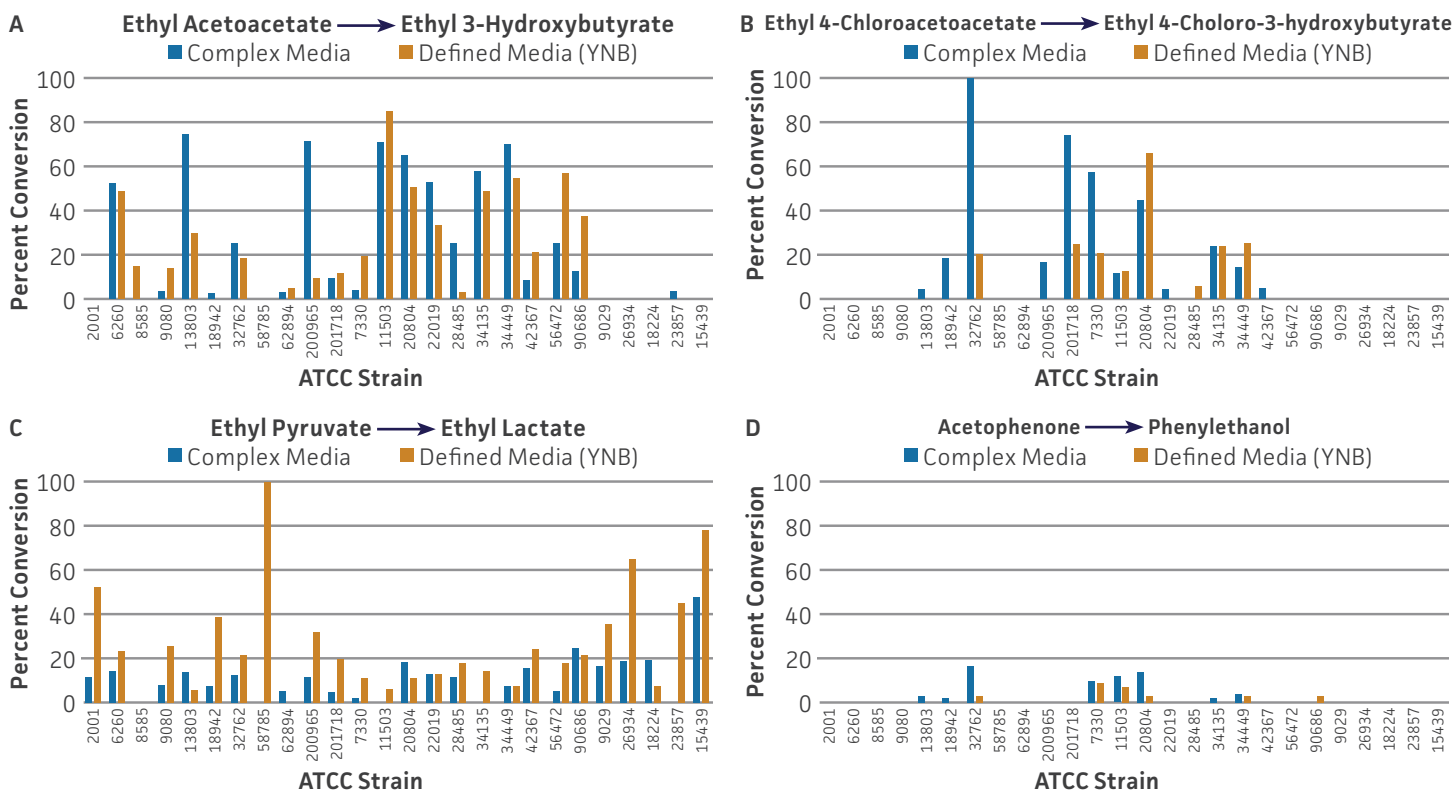 A
Ethyl Acetoacetate → Ethyl 3-Hydroxybutyrate
Complex Media Defined Media (YNB)
Percent Conversion
100
80
60
40
20
0
2001 6260 8585 9080 13803 18942 32762 58785 62894 200965 201718 7330 11503 20804 22019 28485 34135 34449 42367 56472 90686 9029 26934 18224 23857 15439
ATCC Strain
B
Ethyl 4-Chloroacetoacetate → Ethyl 4-Choloro-3-hydroxybutyrate
Complex Media Defined Media (YNB)
Percent Conversion
100
80
60
40
20
0
2001 6260 8585 9080 13803 18942 32762 58785 62894 200965 201718 7330 11503 20804 22019 28485 34135 34449 42367 56472 90686 9029 26934 18224 23857 15439
ATCC Strain
C
Ethyl Pyruvate → Ethyl Lactate
Complex Media Defined Media (YNB)
Percent Conversion
100
80
60
40
20
0
2001 6260 8585 9080 13803 18942 32762 58785 62894 200965 201718 7330 11503 20804 22019 28485 34135 34449 42367 56472 90686 9029 26934 18224 23857 15439
ATCC Strain
D
Acetophenone → Phenylethanol
Complex Media Defined Media (YNB)
Percent Conversion
100
80
60
40
20
0
2001 6260 8585 9080 13803 18942 32762 58785 62894 200965 201718 7330 11503 20804 22019 28485 34135 34449 42367 56472 90686 9029 26934 18224 23857 15439
ATCC Strain